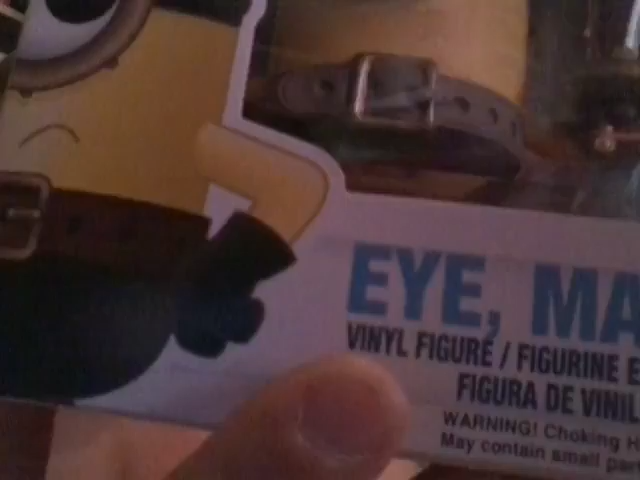 EYE, MA
VINYL FIGURE / FIGURINE E
FIGURA DE VINIL
WARNING! Choking H
May contain small par